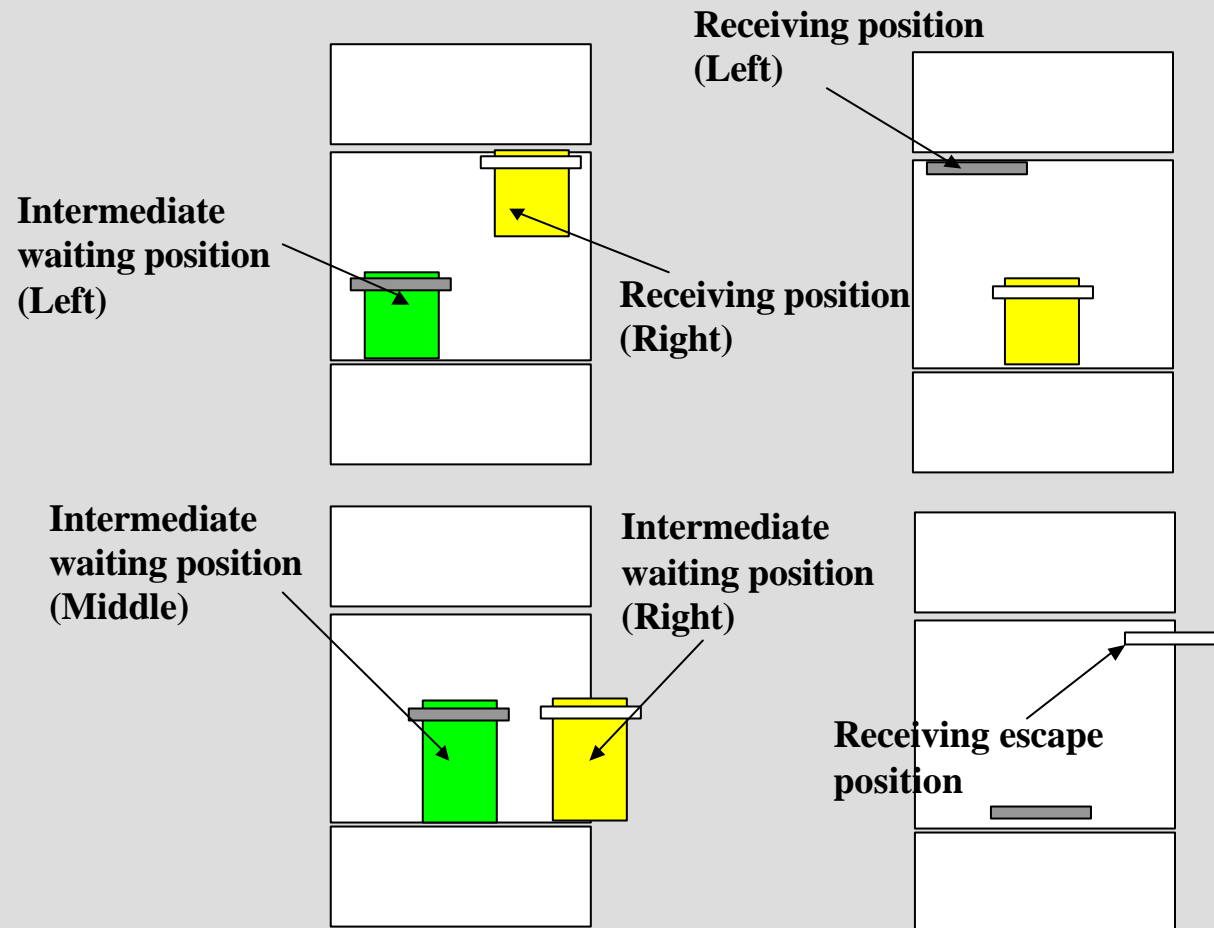 Receiving position
(Left)
Intermediate
waiting position
(Left)
Receiving position
(Right)
Intermediate
waiting position
(Middle)
Intermediate
waiting position
(Right)
Receiving escape
position